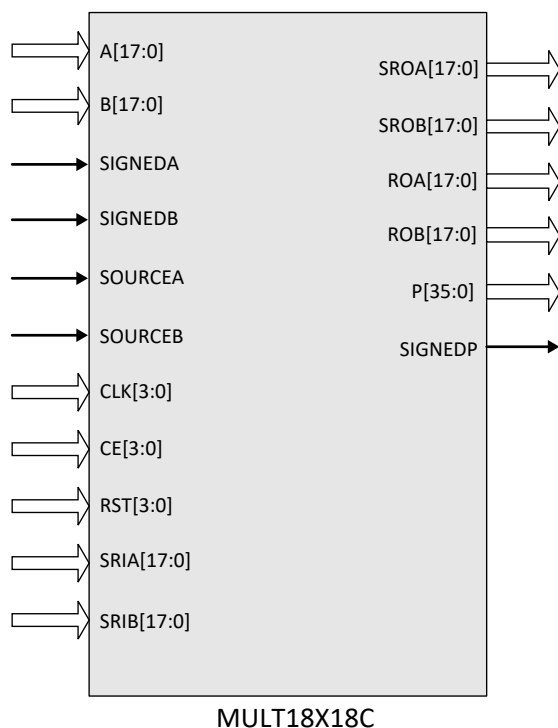 A[17:0]
B[17:0]
SIGNEDA
SIGNEDB
SOURCEA
SOURCEB
CLK[3:0]
CE[3:0]
RST[3:0]
SRIA[17:0]
SRIB[17:0]
SROA[17:0]
SROB[17:0]
ROA[17:0]
ROB[17:0]
P[35:0]
SIGNEDP
MULT18X18C